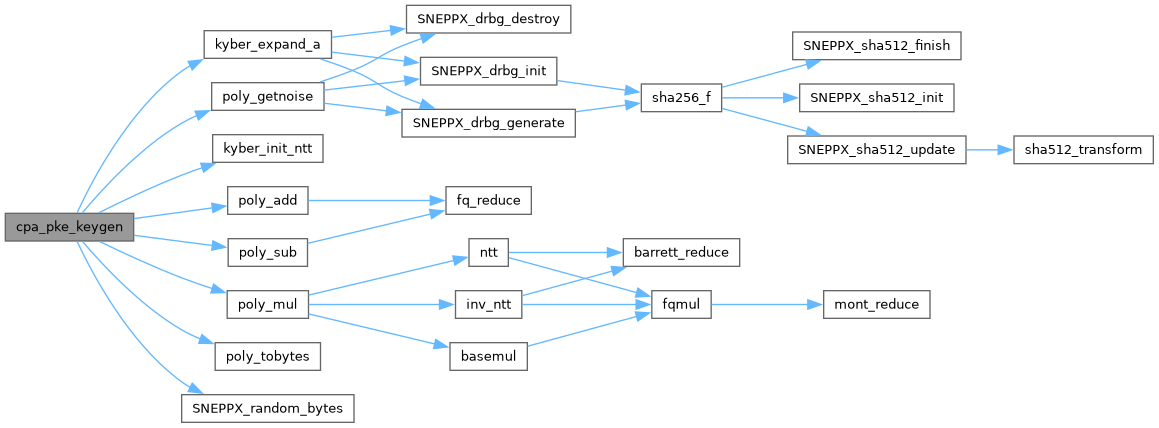 cpa_pke_keygen
kyber_expand_a
poly_getnoise
kyber_init_ntt
poly_add
poly_sub
poly_mul
poly_tobytes
SNEPPX_random_bytes
SNEPPX_drbg_destroy
SNEPPX_drbg_init
SNEPPX_drbg_generate
fq_reduce
ntt
inv_ntt
basemul
sha256_f
barrett_reduce
fqmul
SNEPPX_sha512_finish
SNEPPX_sha512_init
SNEPPX_sha512_update
mont_reduce
sha512_transform